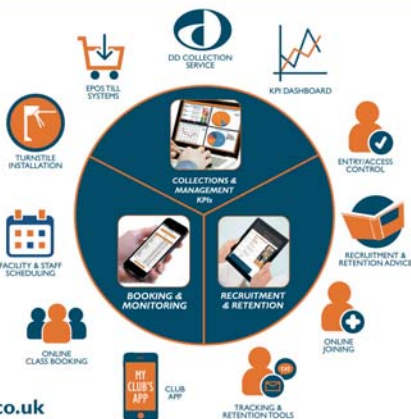 DD COLLECTION
SERVICE
EPOS TILL
SYSTEMS
KPI DASHBOARD
TURNSTILE
INSTALLATION
ENTRY/ACCESS
CONTROL
COLLECTIONS &
MANAGEMENT
KPIs
FACILITY & STAFF
SCHEDULING
RECRUITMENT &
RETENTION ADVICE
BOOKING &
MONITORING
RECRUITMENT
& RETENTION
ONLINE
CLASS BOOKING
ONLINE
JOINING
MY
CLUB'S
APP
CLUB
APP
TRACKING &
RETENTION TOOLS
co.uk